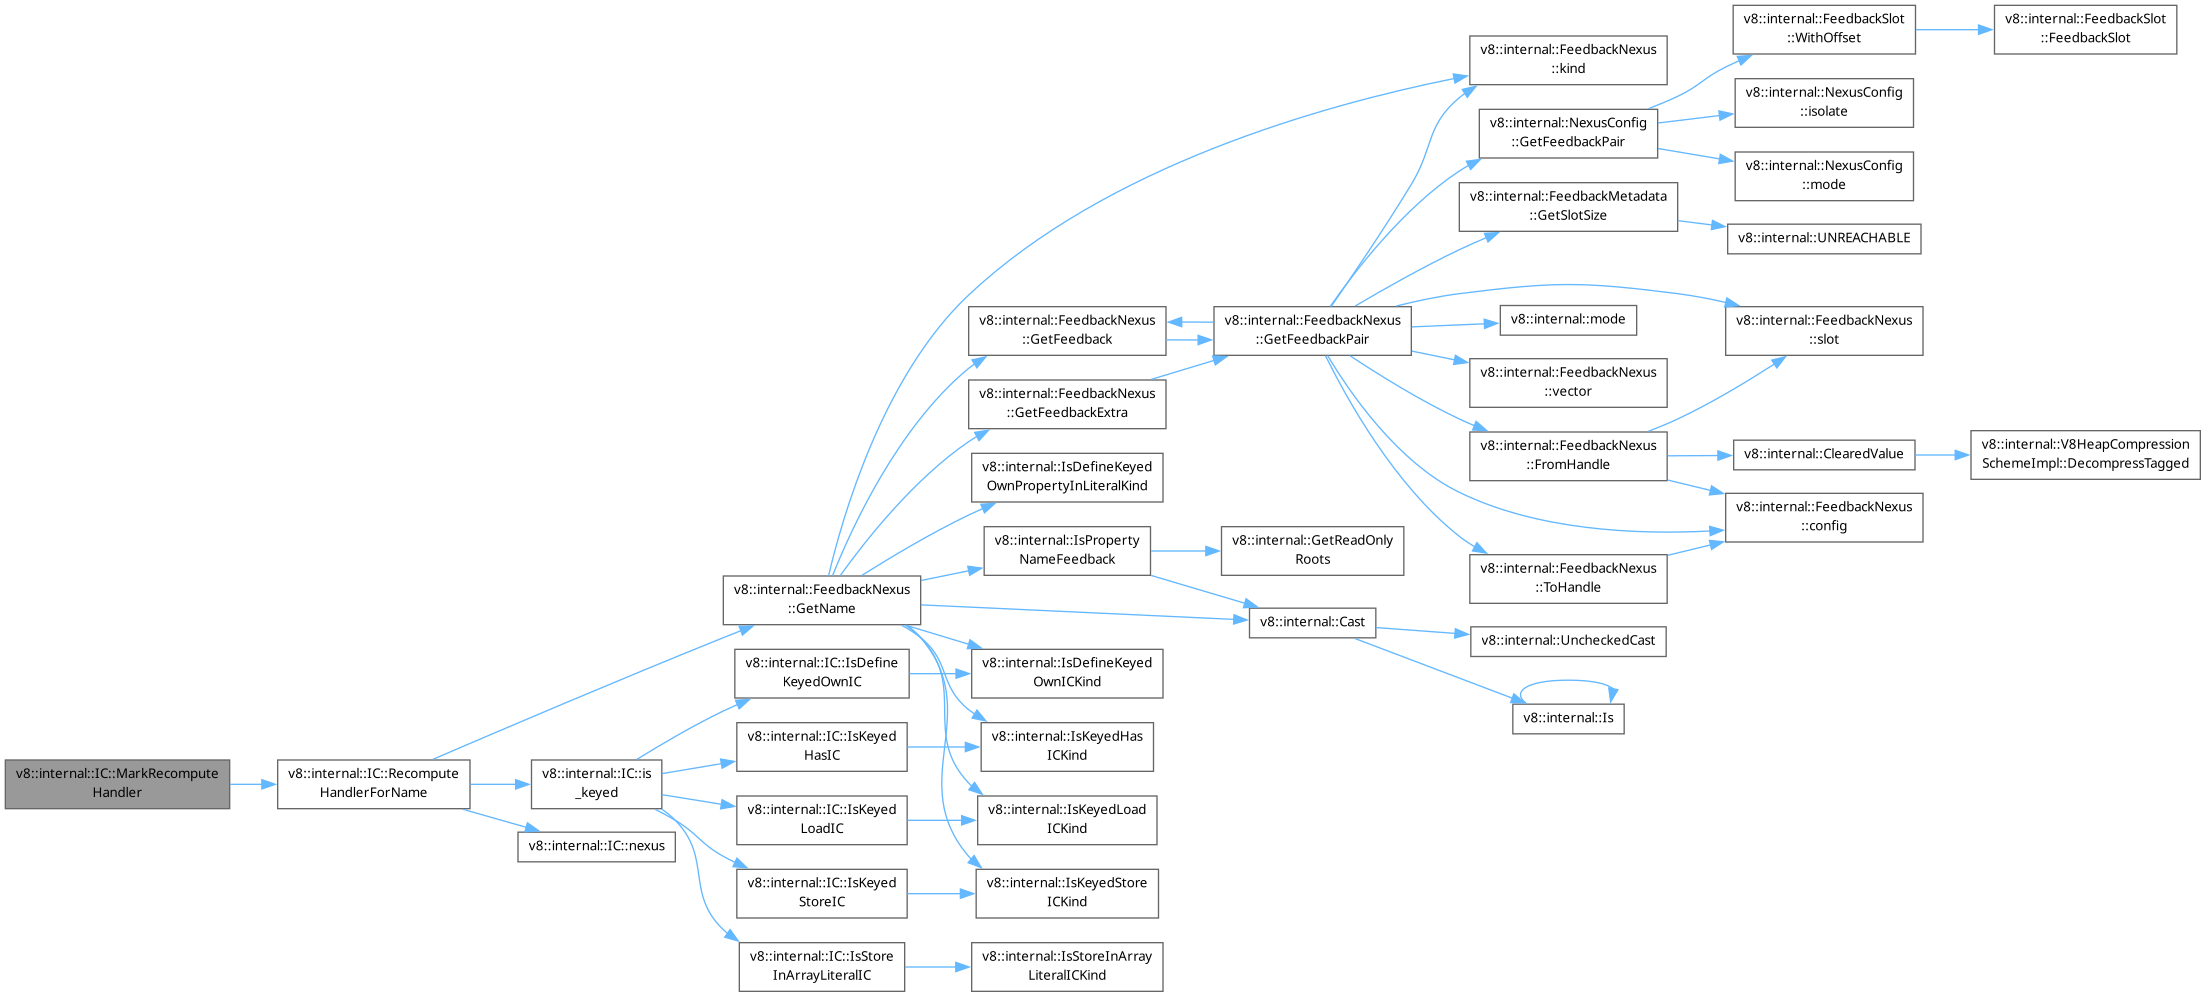 v8::internal::IC::MarkRecompute
Handler
v8::internal::IC::Recompute
HandlerForName
v8::internal::IC::is
_keyed
v8::internal::IC::nexus
v8::internal::FeedbackNexus
::GetName
v8::internal::IC::IsDefine
KeyedOwnIC
v8::internal::IC::IsKeyed
HasIC
v8::internal::IC::IsKeyed
LoadIC
v8::internal::IC::IsKeyed
StoreIC
v8::internal::IC::IsStore
InArrayLiteralIC
v8::internal::FeedbackNexus
::GetFeedback
v8::internal::FeedbackNexus
::GetFeedbackExtra
v8::internal::IsDefineKeyed
OwnPropertyInLiteralKind
v8::internal::IsProperty
NameFeedback
v8::internal::IsDefineKeyed
OwnICKind
v8::internal::IsKeyedHas
ICKind
v8::internal::IsKeyedLoad
ICKind
v8::internal::IsKeyedStore
ICKind
v8::internal::IsStoreInArray
LiteralICKind
v8::internal::FeedbackNexus
::GetFeedbackPair
v8::internal::GetReadOnly
Roots
v8::internal::Cast
v8::internal::FeedbackNexus
::kind
v8::internal::NexusConfig
::GetFeedbackPair
v8::internal::FeedbackMetadata
::GetSlotSize
v8::internal::mode
v8::internal::FeedbackNexus
::vector
v8::internal::FeedbackNexus
::FromHandle
v8::internal::FeedbackNexus
::ToHandle
v8::internal::UncheckedCast
v8::internal::Is
v8::internal::FeedbackSlot
::WithOffset
v8::internal::NexusConfig
::isolate
v8::internal::NexusConfig
::mode
v8::internal::UNREACHABLE
v8::internal::FeedbackNexus
::slot
v8::internal::ClearedValue
v8::internal::FeedbackNexus
::config
v8::internal::FeedbackSlot
::FeedbackSlot
v8::internal::V8HeapCompression
SchemeImpl::DecompressTagged